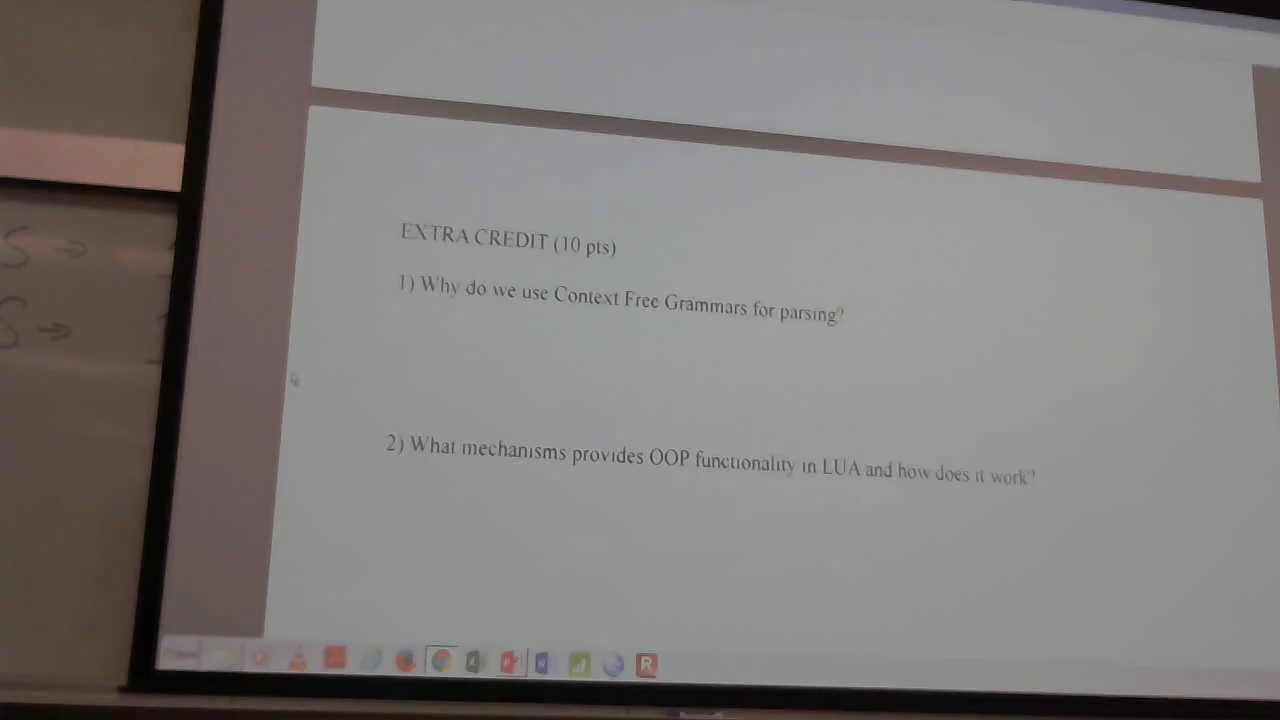 EXTRA CREDIT (10 pts)
1) Why do we use Context Free Grammars for parsing?
S →
S →
2) What mechanisms provides OOP functionality in LUA and how does it work?
R